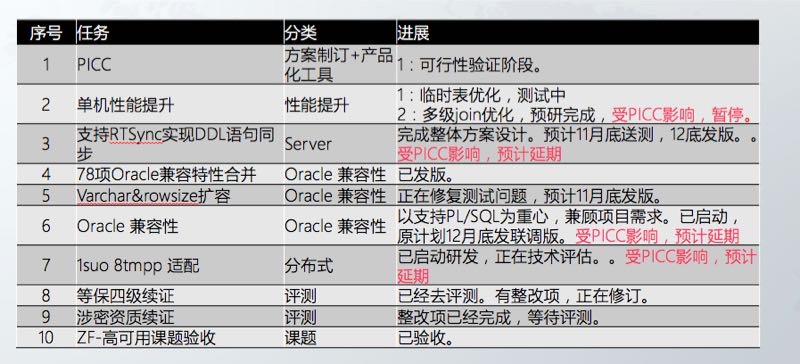 序号 任务 分类 进展
1 PICC 方案制订+产品化工具 1：可行性验证阶段。
2 单机性能提升 性能提升 1：临时表优化，测试中
2：多级join优化，预研完成，受PICC影响，暂停。
3 支持RTSync实现DDL语句同步 Server 完成整体方案设计。预计11月底送测，12底发版。。
受PICC影响，预计延期
4 78项Oracle兼容特性合并 Oracle 兼容性 已发版。
5 Varchar&rowsize扩容 Oracle 兼容性 正在修复测试问题，预计11月底发版。
6 Oracle 兼容性 Oracle 兼容性 以支持PL/SQL为重心，兼顾项目需求。已启动，
原计划12月底发联调版。受PICC影响，预计延期
7 1suo 8tmpp 适配 分布式 已启动研发，正在技术评估。。受PICC影响，预计
延期
8 等保四级续证 评测 已经去评测。有整改项，正在修订。
9 涉密资质续证 评测 整改项已经完成，等待评测。
10 ZF-高可用课题验收 课题 已验收。